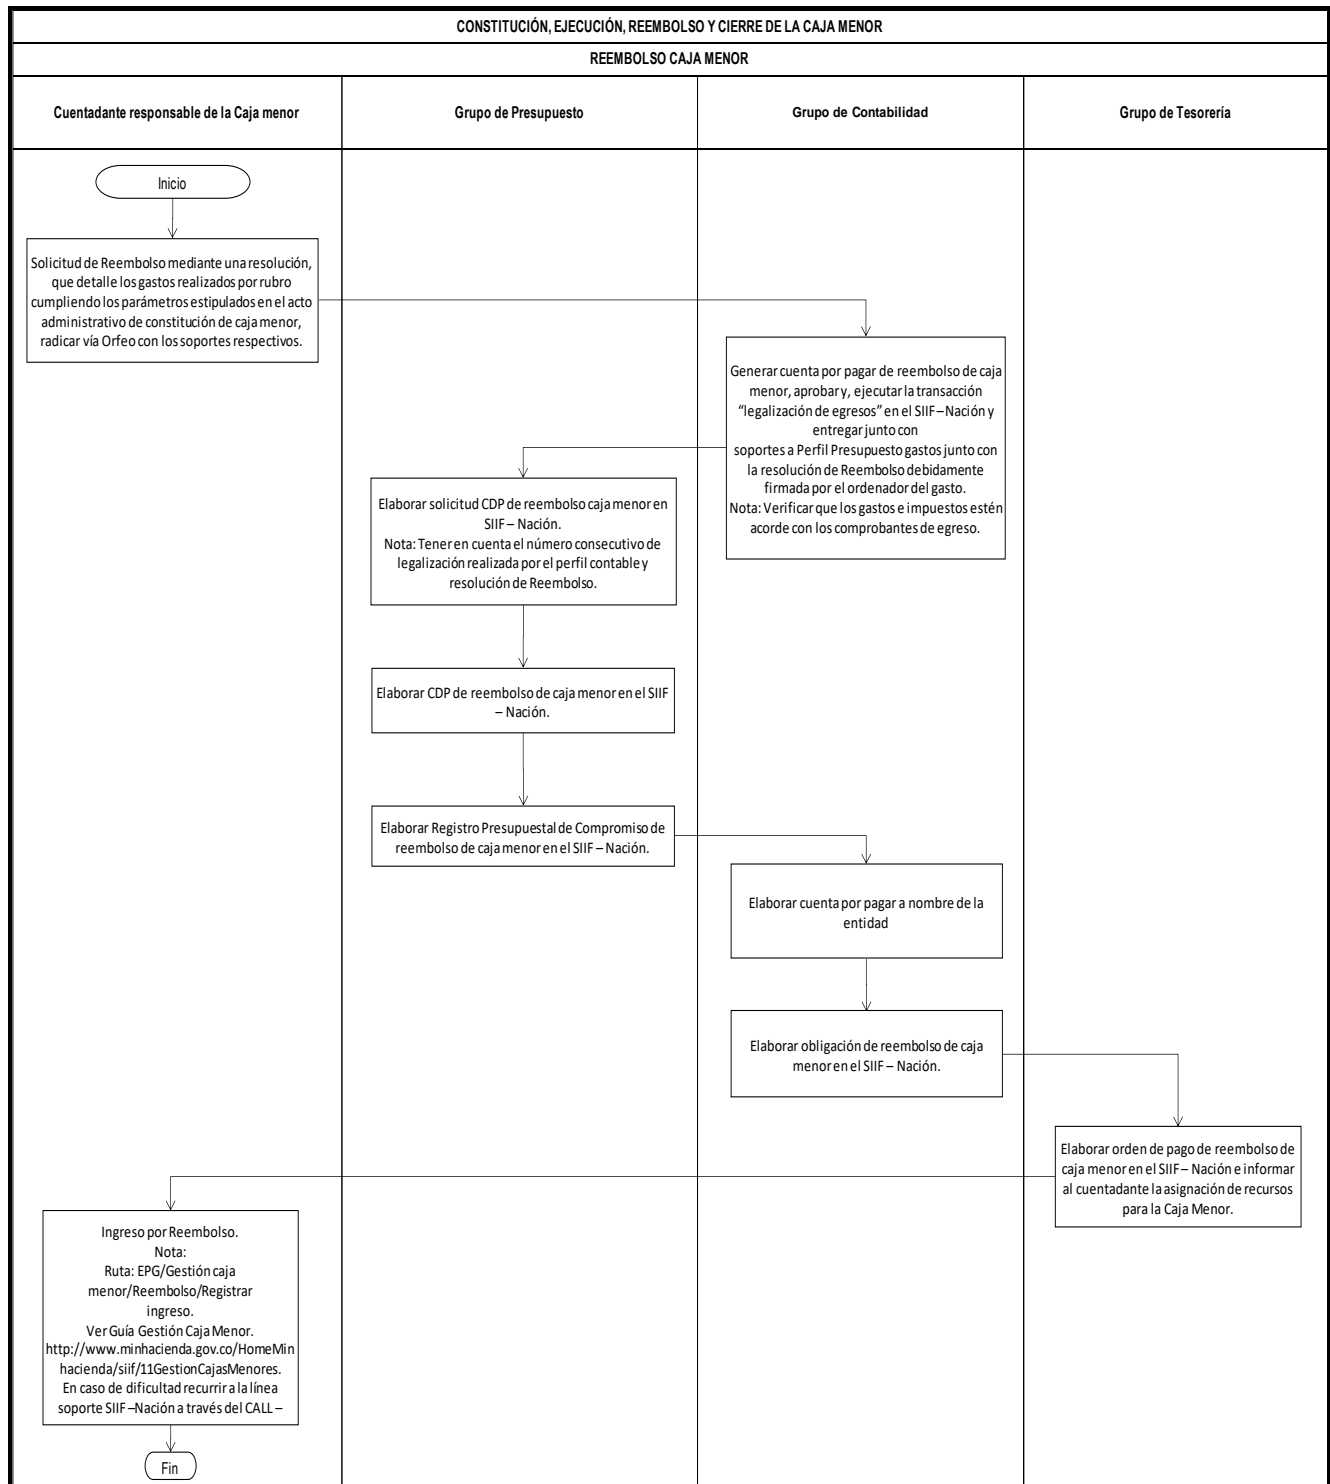 CONSTITUCIÓN, EJECUCIÓN, REEMBOLSO Y CIERRE DE LA CAJA MENOR
REEMBOLSO CAJA MENOR
Cuentadante responsable de la Caja menor
Grupo de Presupuesto
Grupo de Contabilidad
Grupo de Tesorería
Inicio
Solicitud de Reembolso mediante una resolución,
que detalle los gastos realizados por rubro
cumpliendo los parámetros estipulados en el acto
administrativo de constitución de caja menor,
radicar vía Orfeo con los soportes respectivos.
Generar cuenta por pagar de reembolso de caja
menor, aprobar y, ejecutar la transacción
“legalización de egresos” en el SIIF – Nación y
entregar junto con
soportes a Perfil Presupuesto gastos junto con
la resolución de Reembolso debidamente
firmada por el ordenador del gasto.
Nota: Verificar que los gastos e impuestos estén
acorde con los comprobantes de egreso.
Elaborar solicitud CDP de reembolso caja menor en
SIIF – Nación.
Nota: Tener en cuenta el número consecutivo de
legalización realizada por el perfil contable y
resolución de Reembolso.
Elaborar CDP de reembolso de caja menor en el SIIF
– Nación.
Elaborar Registro Presupuestal de Compromiso de
reembolso de caja menor en el SIIF – Nación.
Elaborar cuenta por pagar a nombre de la
entidad
Elaborar obligación de reembolso de caja
menor en el SIIF – Nación.
Elaborar orden de pago de reembolso de
caja menor en el SIIF – Nación e informar
al cuentadante la asignación de recursos
para la Caja Menor.
Ingreso por Reembolso.
Nota:
Ruta: EPG/Gestión caja
menor/Reembolso/Registrar
ingreso.
Ver Guía Gestión Caja Menor.
http://www.minhacienda.gov.co/HomeMin
hacienda/siif/11GestionCajasMenores.
En caso de dificultad recurrir a la línea
soporte SIIF –Nación a través del CALL –
Fin